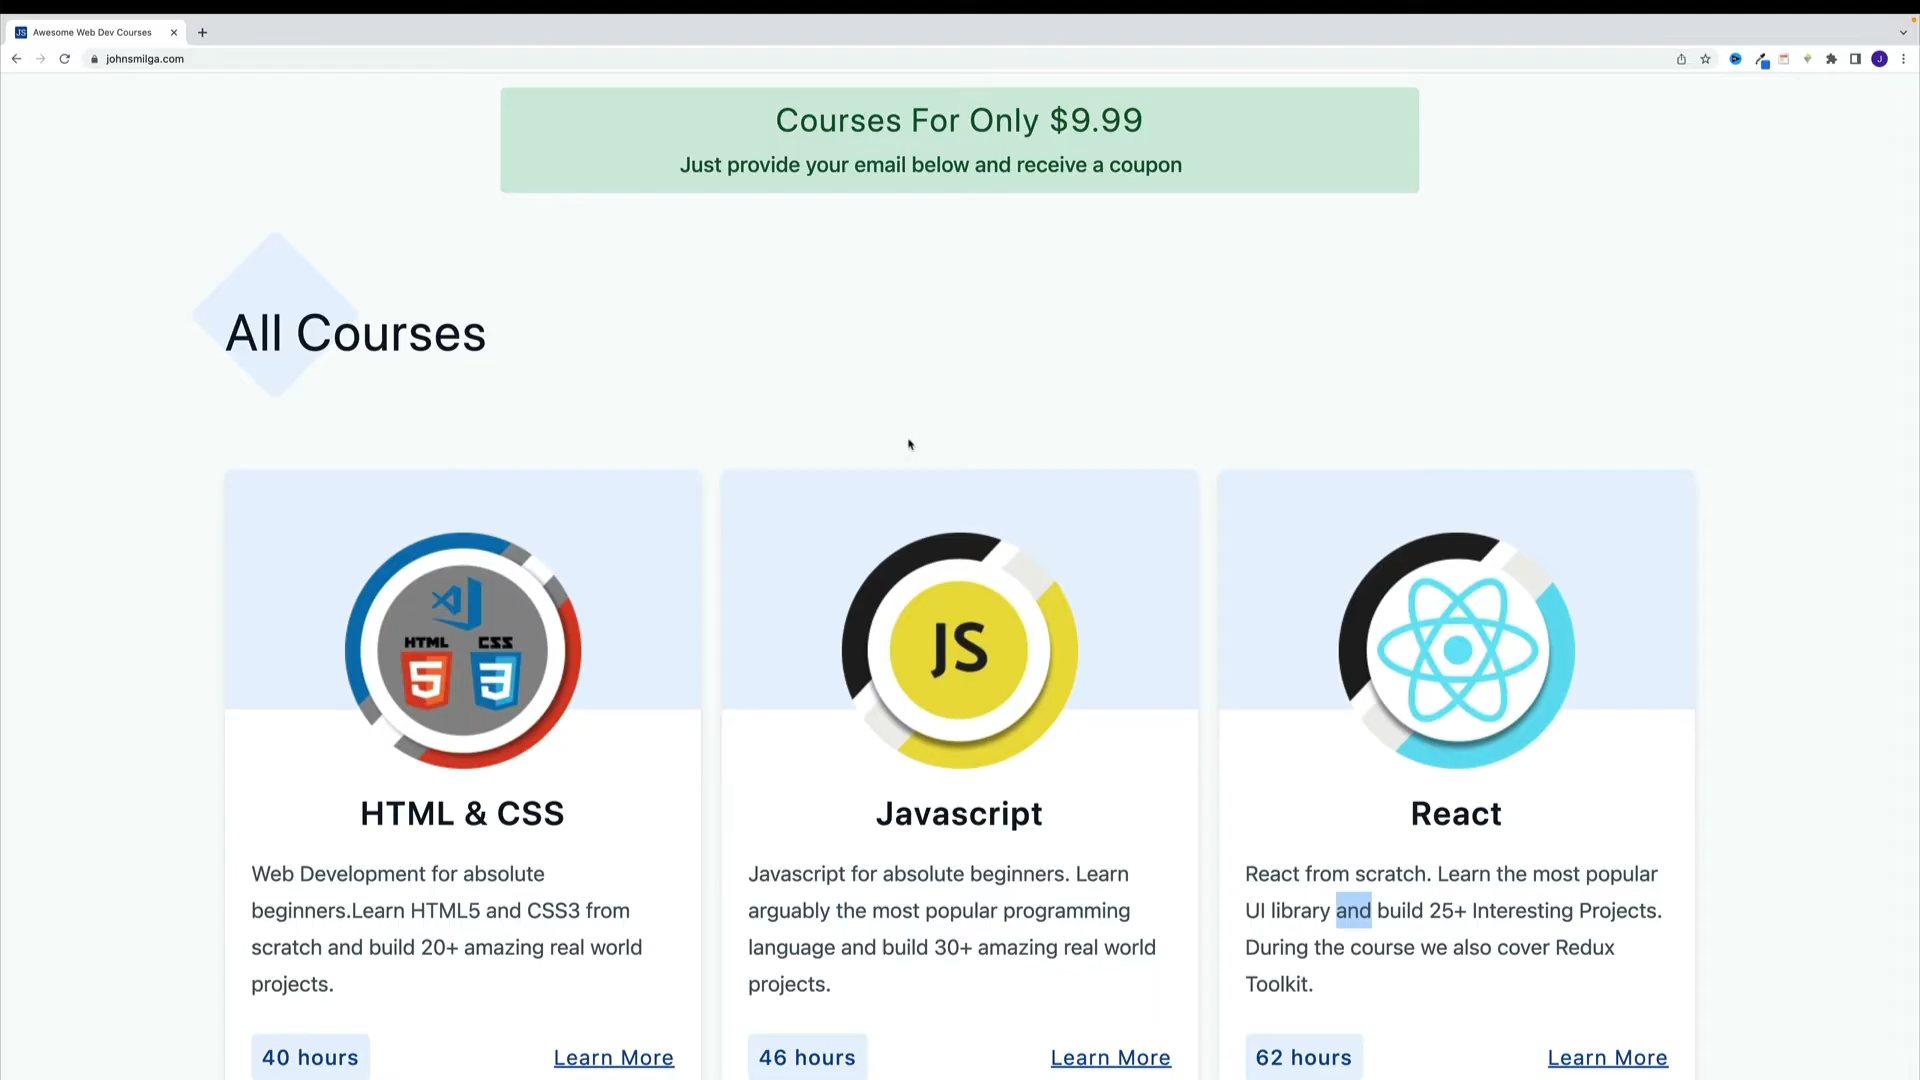 JS Awesome Web Dev Courses
johnsmilga.com
J
Courses For Only $9.99
Just provide your email below and receive a coupon
All Courses
HTML CSS
5 3
HTML & CSS
Web Development for absolute
beginners.Learn HTML5 and CSS3 from
scratch and build 20+ amazing real world
projects.
40 hours
Learn More
JS
Javascript
Javascript for absolute beginners. Learn
arguably the most popular programming
language and build 30+ amazing real world
projects.
46 hours
Learn More
React
React from scratch. Learn the most popular
UI library and build 25+ Interesting Projects.
During the course we also cover Redux
Toolkit.
62 hours
Learn More